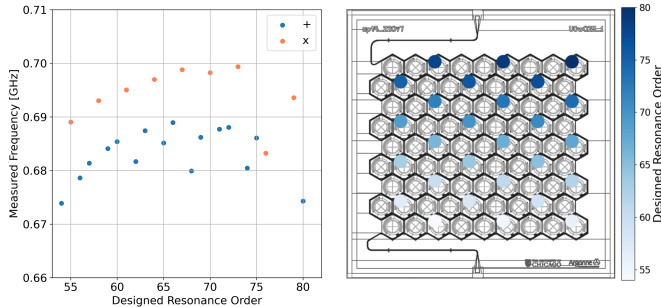 0.71
0.70
0.69
0.68
0.67
0.66
Measured Frequency [GHz]
55 60 65 70 75 80
Designed Resonance Order
+
x
CHICAGO
Argonne
80
75
70
65
60
55
Designed Resonance Order